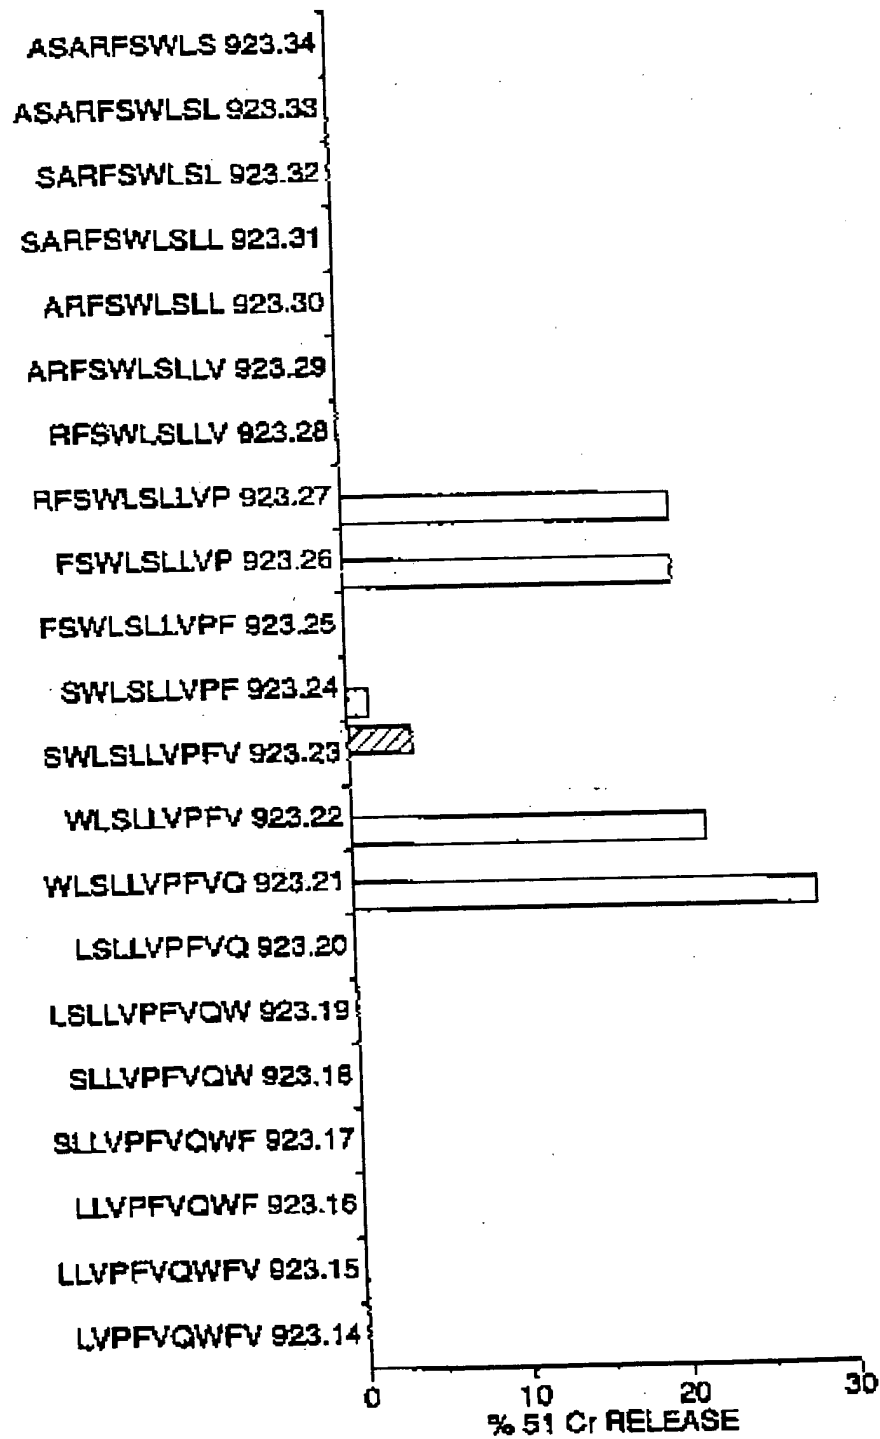 ASARFSWLS 923.34
ASARFSWLSL 923.33
SARFSWLSL 923.32
SARFSWLSLL 923.31
ARFSWLSLL 923.30
ARFSWLSLLV 923.29
RFSWLSLLV 923.28
RFSWLSLLVP 923.27
FSWLSLLVP 923.26
FSWLSLLVPF 923.25
SWLSLLVPF 923.24
SWLSLLVPFV 923.23
WLSLLVPFV 923.22
WLSLLVPFVQ 923.21
LSLLVPFVQ 923.20
LSLLVPFVQW 923.19
SLLVPFVQW 923.18
SLLVPFVQWF 923.17
LLVPFVQWF 923.16
LLVPFVQWFV 923.15
LVPFVQWFV 923.14
0 10 20 30
% 51 Cr RELEASE